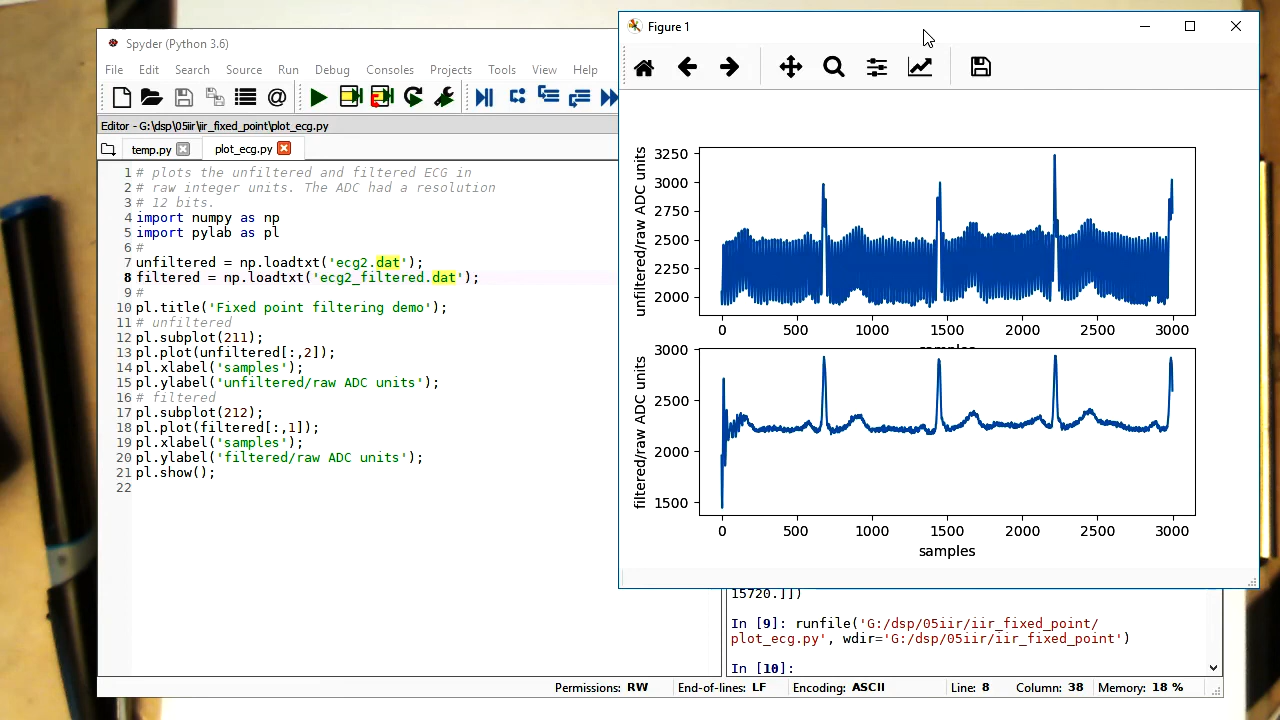 Spyder (Python 3.6)
File Edit Search Source Run Debug Consoles Projects Tools View Help
Editor - G:\dsp\05iir\iir_fixed_point\plot_ecg.py
temp.py plot_ecg.py
1 # plots the unfiltered and filtered ECG in
2 # raw integer units. The ADC had a resolution
3 # 12 bits.
4 import numpy as np
5 import pylab as pl
6 #
7 unfiltered = np.loadtxt('ecg2.dat');
8 filtered = np.loadtxt('ecg2_filtered.dat');
9 #
10 pl.title('Fixed point filtering demo');
11 # unfiltered
12 pl.subplot(211);
13 pl.plot(unfiltered[:,2]);
14 pl.xlabel('samples');
15 pl.ylabel('unfiltered/raw ADC units');
16 # filtered
17 pl.subplot(212);
18 pl.plot(filtered[:,1]);
19 pl.xlabel('samples');
20 pl.ylabel('filtered/raw ADC units');
21 pl.show();
22
Figure 1
unfiltered/raw ADC units
3250
3000
2750
2500
2250
2000
0 500 1000 1500 2000 2500 3000
samples
filtered/raw ADC units
3000
2500
2000
1500
0 500 1000 1500 2000 2500 3000
samples
15720.]])
In [9]: runfile('G:/dsp/05iir/iir_fixed_point/
plot_ecg.py', wdir='G:/dsp/05iir/iir_fixed_point')
In [10]:
Permissions: RW End-of-lines: LF Encoding: ASCII Line: 8 Column: 38 Memory: 18 %